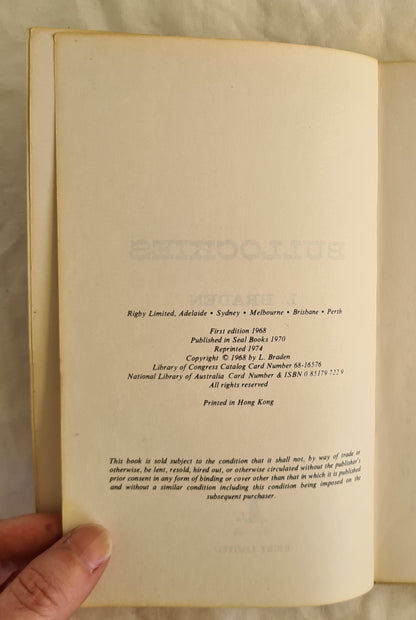 BULLOCKIES
L. BRADEN
Rigby Limited, Adelaide • Sydney • Melbourne • Brisbane • Perth
First edition 1968
Published in Seal Books 1970
Reprinted 1974
Copyright © 1968 by L. Braden
Library of Congress Catalog Card Number 68-16576
National Library of Australia Card Number & ISBN 0 85179 722 9
All rights reserved
Printed in Hong Kong
This book is sold subject to the condition that it shall not, by way of trade or
otherwise, be lent, resold, hired out, or otherwise circulated without the publisher's
prior consent in any form of binding or cover other than that in which it is published
and without a similar condition including this condition being imposed on the
subsequent purchaser.
RIGBY LIMITED